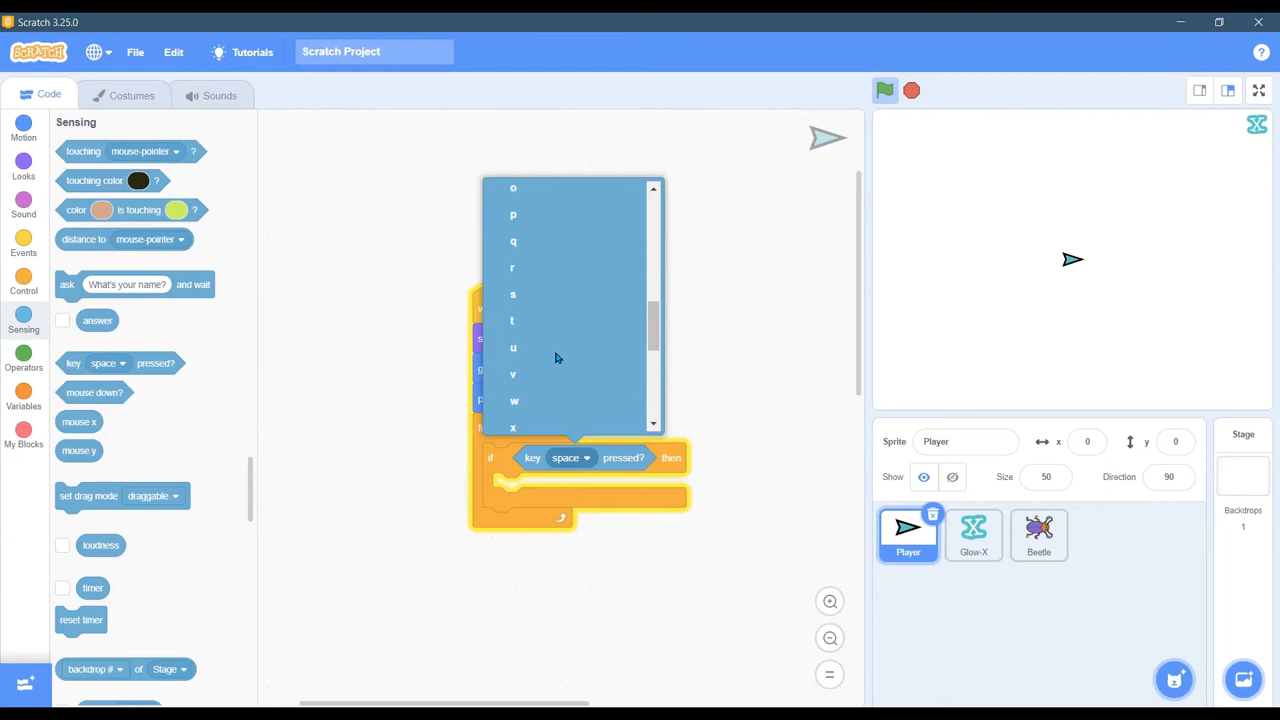 Scratch 3.25.0
SCRATCH File Edit Tutorials Scratch Project ?
Code Costumes Sounds
Motion
Looks
Sound
Events
Control
Sensing
Operators
Variables
My Blocks
Sensing
touching mouse-pointer ?
touching color ?
color is touching ?
distance to mouse-pointer
ask What's your name? and wait
answer
key space pressed?
mouse down?
mouse x
mouse y
set drag mode draggable
loudness
timer
reset timer
backdrop # of Stage
o
p
q
r
s
t
u
v
w
x
if key space pressed? then
X
Sprite Player x 0 y 0
Show Size 50 Direction 90
Player
Glow-X
Beetle
Stage
Backdrops
1